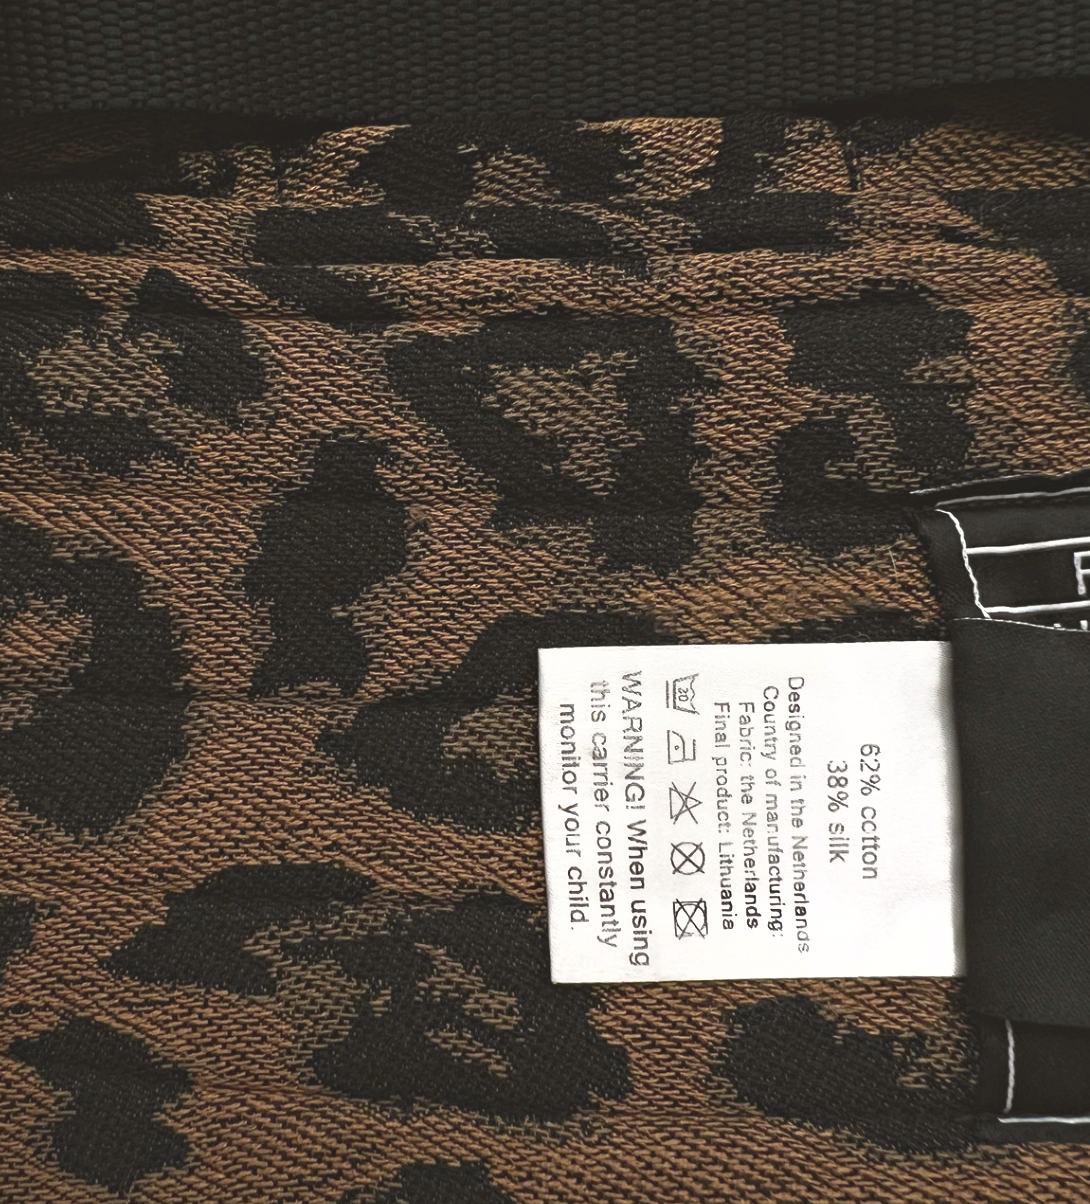 62% cotton
38% silk
Designed in the Netherlands
Country of manufacturing:
Fabric: the Netherlands
Final product: Lithuania
30
WARNING! When using
this carrier constantly
monitor your child.